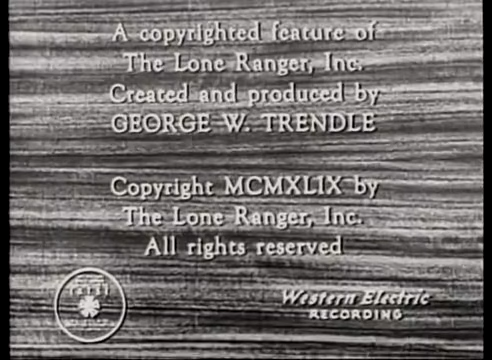 A copyrighted feature of
The Lone Ranger, Inc.
Created and produced by
GEORGE W. TRENDLE
Copyright MCMXLIX by
The Lone Ranger, Inc.
All rights reserved
Western Electric
RECORDING